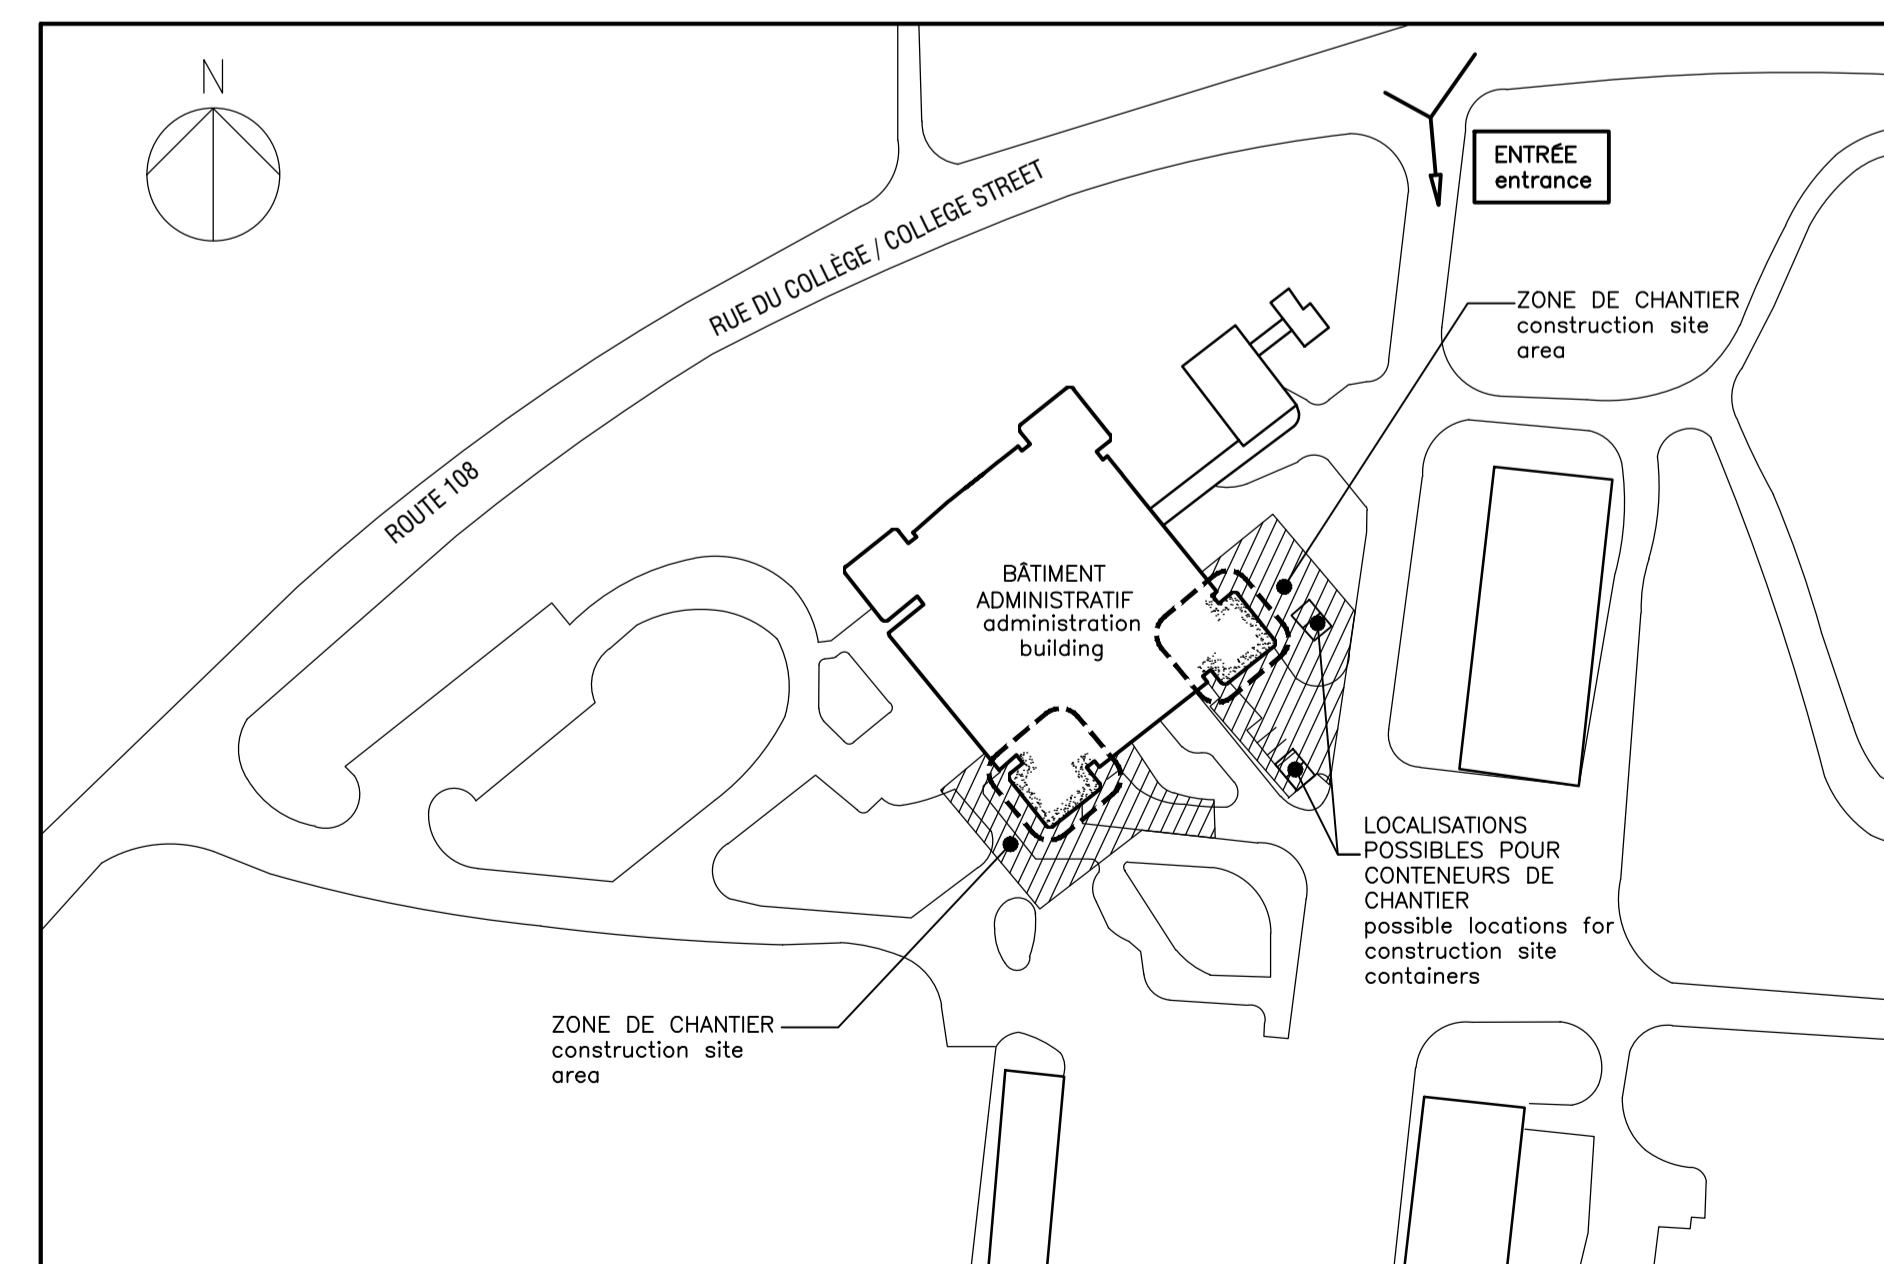 N
ENTRÉE
entrance
RUE DU COLLÈGE / COLLEGE STREET
ZONE DE CHANTIER
construction site
area
ROUTE 108
BÂTIMENT
ADMINISTRATIF
administration
building
LOCALISATIONS
POSSIBLES POUR
CONTENEURS DE
CHANTIER
possible locations for
construction site
containers
ZONE DE CHANTIER
construction site
area